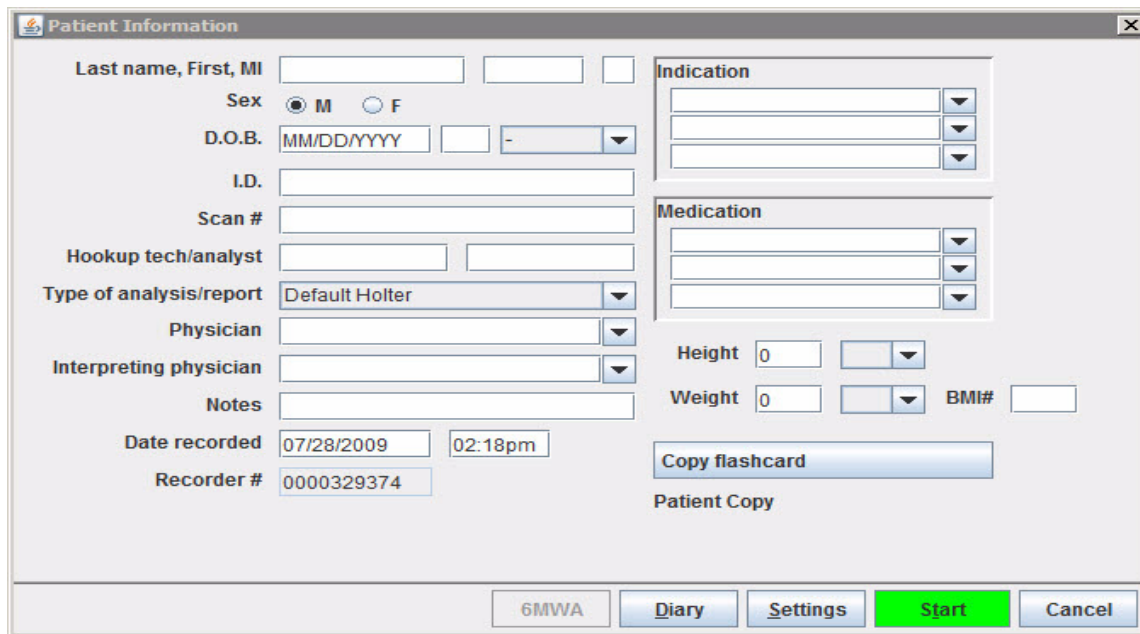 Patient Information
Last name, First, MI
Sex M F
D.O.B. MM/DD/YYYY -
I.D.
Scan #
Hookup tech/analyst
Type of analysis/report Default Holter
Physician
Interpreting physician
Notes
Date recorded 07/28/2009 02:18pm
Recorder # 0000329374
Indication
Medication
Height 0
Weight 0 BMI#
Copy flashcard
Patient Copy
6MWA Diary Settings Start Cancel